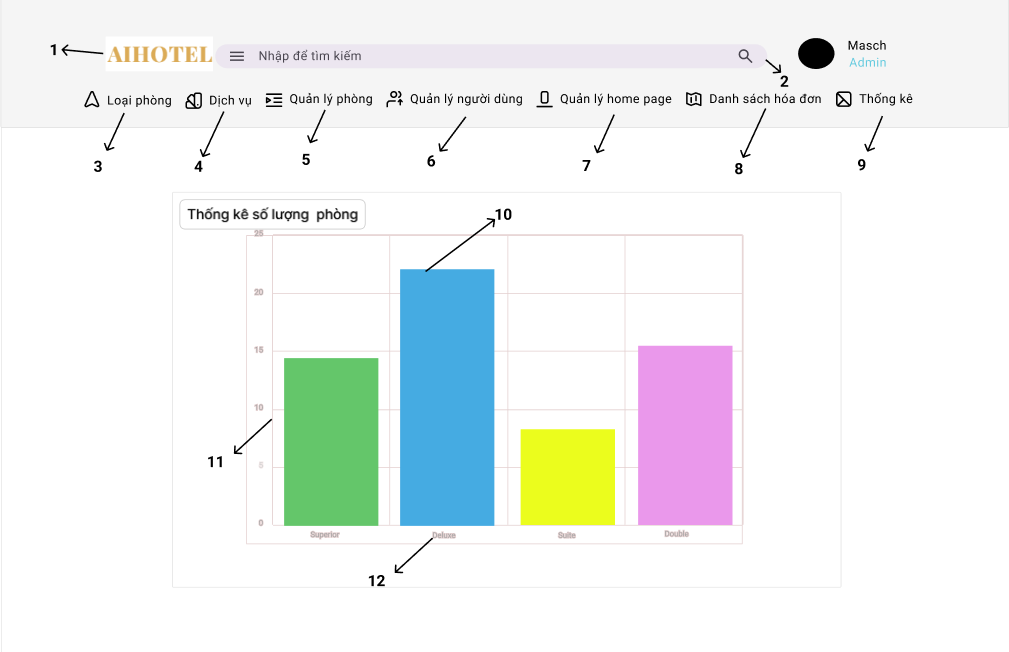 1
AIHOTEL
Nhập để tìm kiếm
Masch
Admin
2
Loại phòng
Dịch vụ
Quản lý phòng
Quản lý người dùng
Quản lý home page
Danh sách hóa đơn
Thống kê
3
4
5
6
7
8
9
Thống kê số lượng phòng
10
25
20
15
10
11
5
0
Superior
Deluxe
Suite
Double
12